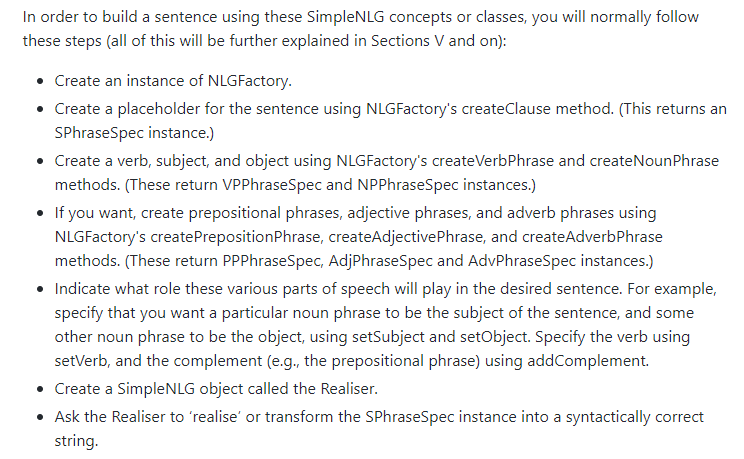 In order to build a sentence using these SimpleNLG concepts or classes, you will normally follow
these steps (all of this will be further explained in Sections V and on):
• Create an instance of NLGFactory.
• Create a placeholder for the sentence using NLGFactory's createClause method. (This returns an
SPhraseSpec instance.)
• Create a verb, subject, and object using NLGFactory's createVerbPhrase and createNounPhrase
methods. (These return VPPhraseSpec and NPPhraseSpec instances.)
• If you want, create prepositional phrases, adjective phrases, and adverb phrases using
NLGFactory's createPrepositionPhrase, createAdjectivePhrase, and createAdverbPhrase
methods. (These return PPPhraseSpec, AdjPhraseSpec and AdvPhraseSpec instances.)
• Indicate what role these various parts of speech will play in the desired sentence. For example,
specify that you want a particular noun phrase to be the subject of the sentence, and some
other noun phrase to be the object, using setSubject and setObject. Specify the verb using
setVerb, and the complement (e.g., the prepositional phrase) using addComplement.
• Create a SimpleNLG object called the Realiser.
• Ask the Realiser to ‘realise’ or transform the SPhraseSpec instance into a syntactically correct
string.